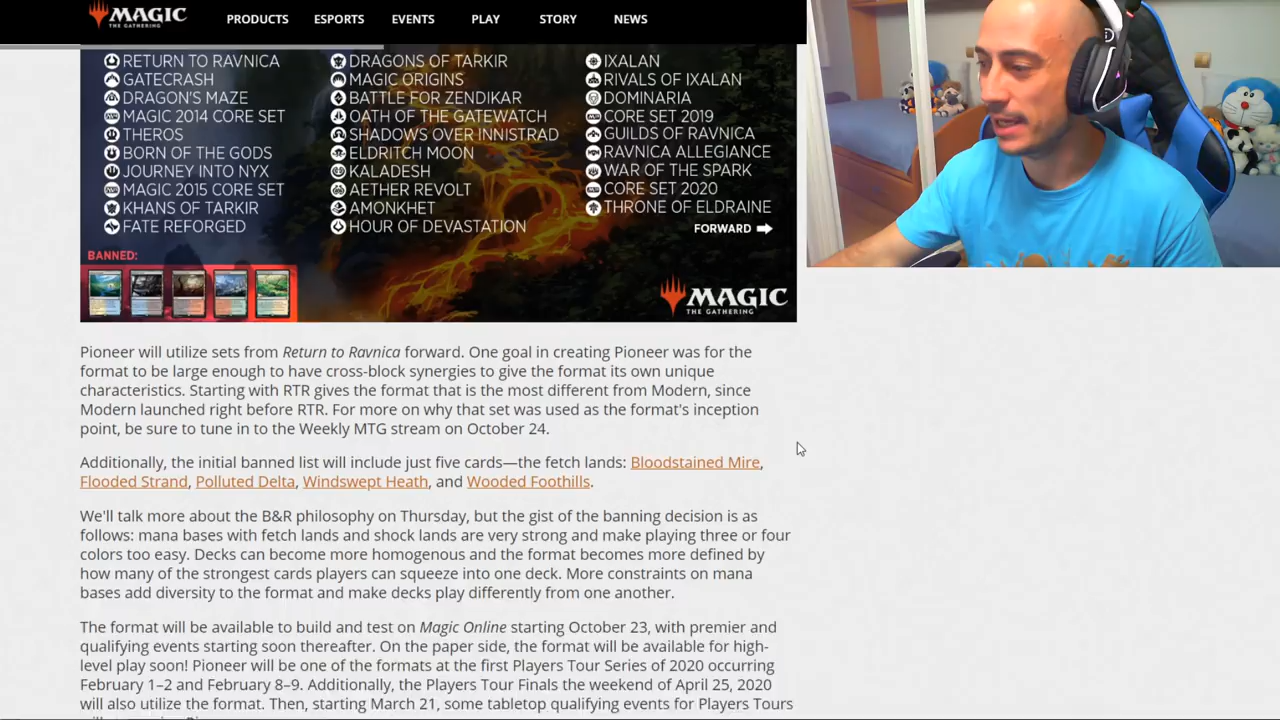 MAGIC
THE GATHERING
PRODUCTS ESPORTS EVENTS PLAY STORY NEWS
RETURN TO RAVNICA
GATECRASH
DRAGON'S MAZE
MAGIC 2014 CORE SET
THEROS
BORN OF THE GODS
JOURNEY INTO NYX
MAGIC 2015 CORE SET
KHANS OF TARKIR
FATE REFORGED
DRAGONS OF TARKIR
MAGIC ORIGINS
BATTLE FOR ZENDIKAR
OATH OF THE GATEWATCH
SHADOWS OVER INNISTRAD
ELDRITCH MOON
KALADESH
AETHER REVOLT
AMONKHET
HOUR OF DEVASTATION
IXALAN
RIVALS OF IXALAN
DOMINARIA
CORE SET 2019
GUILDS OF RAVNICA
RAVNICA ALLEGIANCE
WAR OF THE SPARK
CORE SET 2020
THRONE OF ELDRAINE
FORWARD
BANNED:
MAGIC
THE GATHERING
Pioneer will utilize sets from Return to Ravnica forward. One goal in creating Pioneer was for the
format to be large enough to have cross-block synergies to give the format its own unique
characteristics. Starting with RTR gives the format that is the most different from Modern, since
Modern launched right before RTR. For more on why that set was used as the format's inception
point, be sure to tune in to the Weekly MTG stream on October 24.
Additionally, the initial banned list will include just five cards—the fetch lands: Bloodstained Mire,
Flooded Strand, Polluted Delta, Windswept Heath, and Wooded Foothills.
We'll talk more about the B&R philosophy on Thursday, but the gist of the banning decision is as
follows: mana bases with fetch lands and shock lands are very strong and make playing three or four
colors too easy. Decks can become more homogenous and the format becomes more defined by
how many of the strongest cards players can squeeze into one deck. More constraints on mana
bases add diversity to the format and make decks play differently from one another.
The format will be available to build and test on Magic Online starting October 23, with premier and
qualifying events starting soon thereafter. On the paper side, the format will be available for high-
level play soon! Pioneer will be one of the formats at the first Players Tour Series of 2020 occurring
February 1–2 and February 8–9. Additionally, the Players Tour Finals the weekend of April 25, 2020
will also utilize the format. Then, starting March 21, some tabletop qualifying events for Players Tours